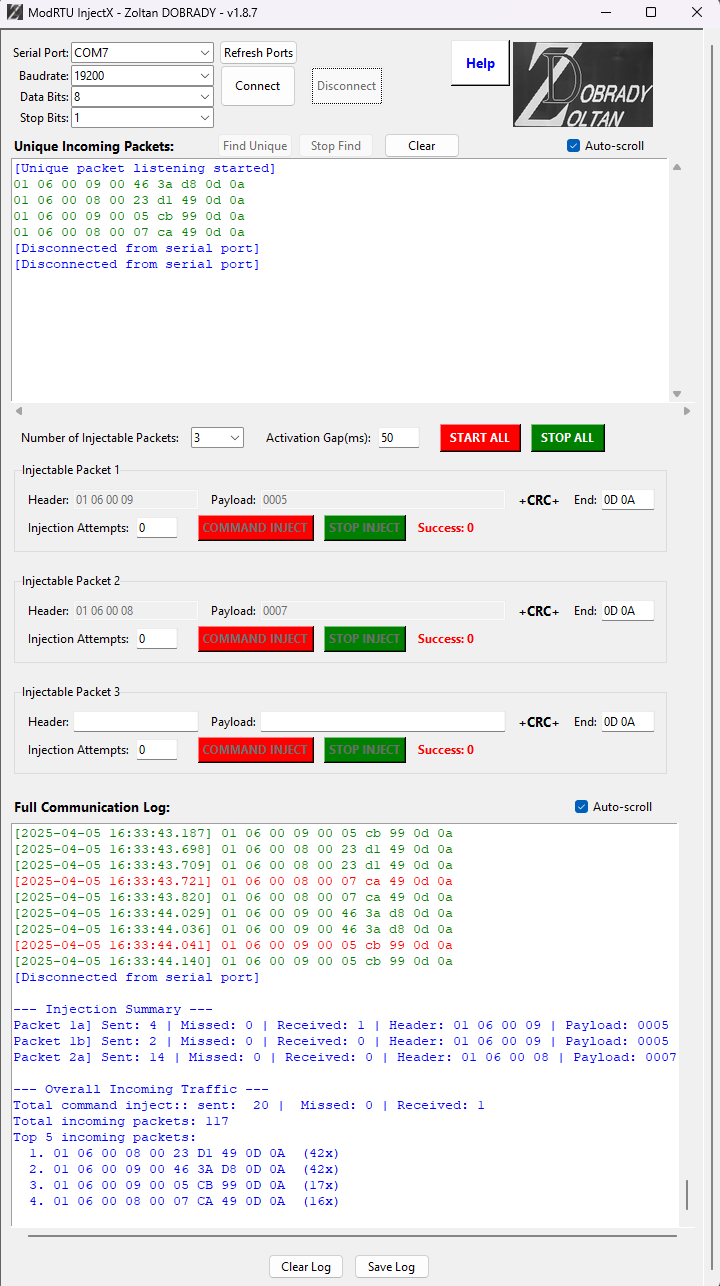 ModRTU InjectX - Zoltan DOBRADY - v1.8.7
Serial Port: COM7 Refresh Ports
Baudrate: 19200
Data Bits: 8
Stop Bits: 1
Connect Disconnect
Help
DOBRADY
ZOLTAN
Unique Incoming Packets: Find Unique Stop Find Clear Auto-scroll
[Unique packet listening started]
01 06 00 09 00 46 3a d8 0d 0a
01 06 00 08 00 23 d1 49 0d 0a
01 06 00 09 00 05 cb 99 0d 0a
01 06 00 08 00 07 ca 49 0d 0a
[Disconnected from serial port]
[Disconnected from serial port]
Number of Injectable Packets: 3 Activation Gap(ms): 50 START ALL STOP ALL
Injectable Packet 1
Header: 01 06 00 09 Payload: 0005 +CRC+ End: 0D 0A
Injection Attempts: 0 COMMAND INJECT STOP INJECT Success: 0
Injectable Packet 2
Header: 01 06 00 08 Payload: 0007 +CRC+ End: 0D 0A
Injection Attempts: 0 COMMAND INJECT STOP INJECT Success: 0
Injectable Packet 3
Header: Payload: +CRC+ End: 0D 0A
Injection Attempts: 0 COMMAND INJECT STOP INJECT Success: 0
Full Communication Log: Auto-scroll
[2025-04-05 16:33:43.187] 01 06 00 09 00 05 cb 99 0d 0a
[2025-04-05 16:33:43.698] 01 06 00 08 00 23 d1 49 0d 0a
[2025-04-05 16:33:43.709] 01 06 00 08 00 23 d1 49 0d 0a
[2025-04-05 16:33:43.721] 01 06 00 08 00 07 ca 49 0d 0a
[2025-04-05 16:33:43.820] 01 06 00 08 00 07 ca 49 0d 0a
[2025-04-05 16:33:44.029] 01 06 00 09 00 46 3a d8 0d 0a
[2025-04-05 16:33:44.036] 01 06 00 09 00 46 3a d8 0d 0a
[2025-04-05 16:33:44.041] 01 06 00 09 00 05 cb 99 0d 0a
[2025-04-05 16:33:44.140] 01 06 00 09 00 05 cb 99 0d 0a
[Disconnected from serial port]
--- Injection Summary ---
Packet 1a] Sent: 4 | Missed: 0 | Received: 1 | Header: 01 06 00 09 | Payload: 0005
Packet 1b] Sent: 2 | Missed: 0 | Received: 0 | Header: 01 06 00 09 | Payload: 0005
Packet 2a] Sent: 14 | Missed: 0 | Received: 0 | Header: 01 06 00 08 | Payload: 0007
--- Overall Incoming Traffic ---
Total command inject:: sent: 20 | Missed: 0 | Received: 1
Total incoming packets: 117
Top 5 incoming packets:
1. 01 06 00 08 00 23 D1 49 0D 0A (42x)
2. 01 06 00 09 00 46 3A D8 0D 0A (42x)
3. 01 06 00 09 00 05 CB 99 0D 0A (17x)
4. 01 06 00 08 00 07 CA 49 0D 0A (16x)
Clear Log Save Log